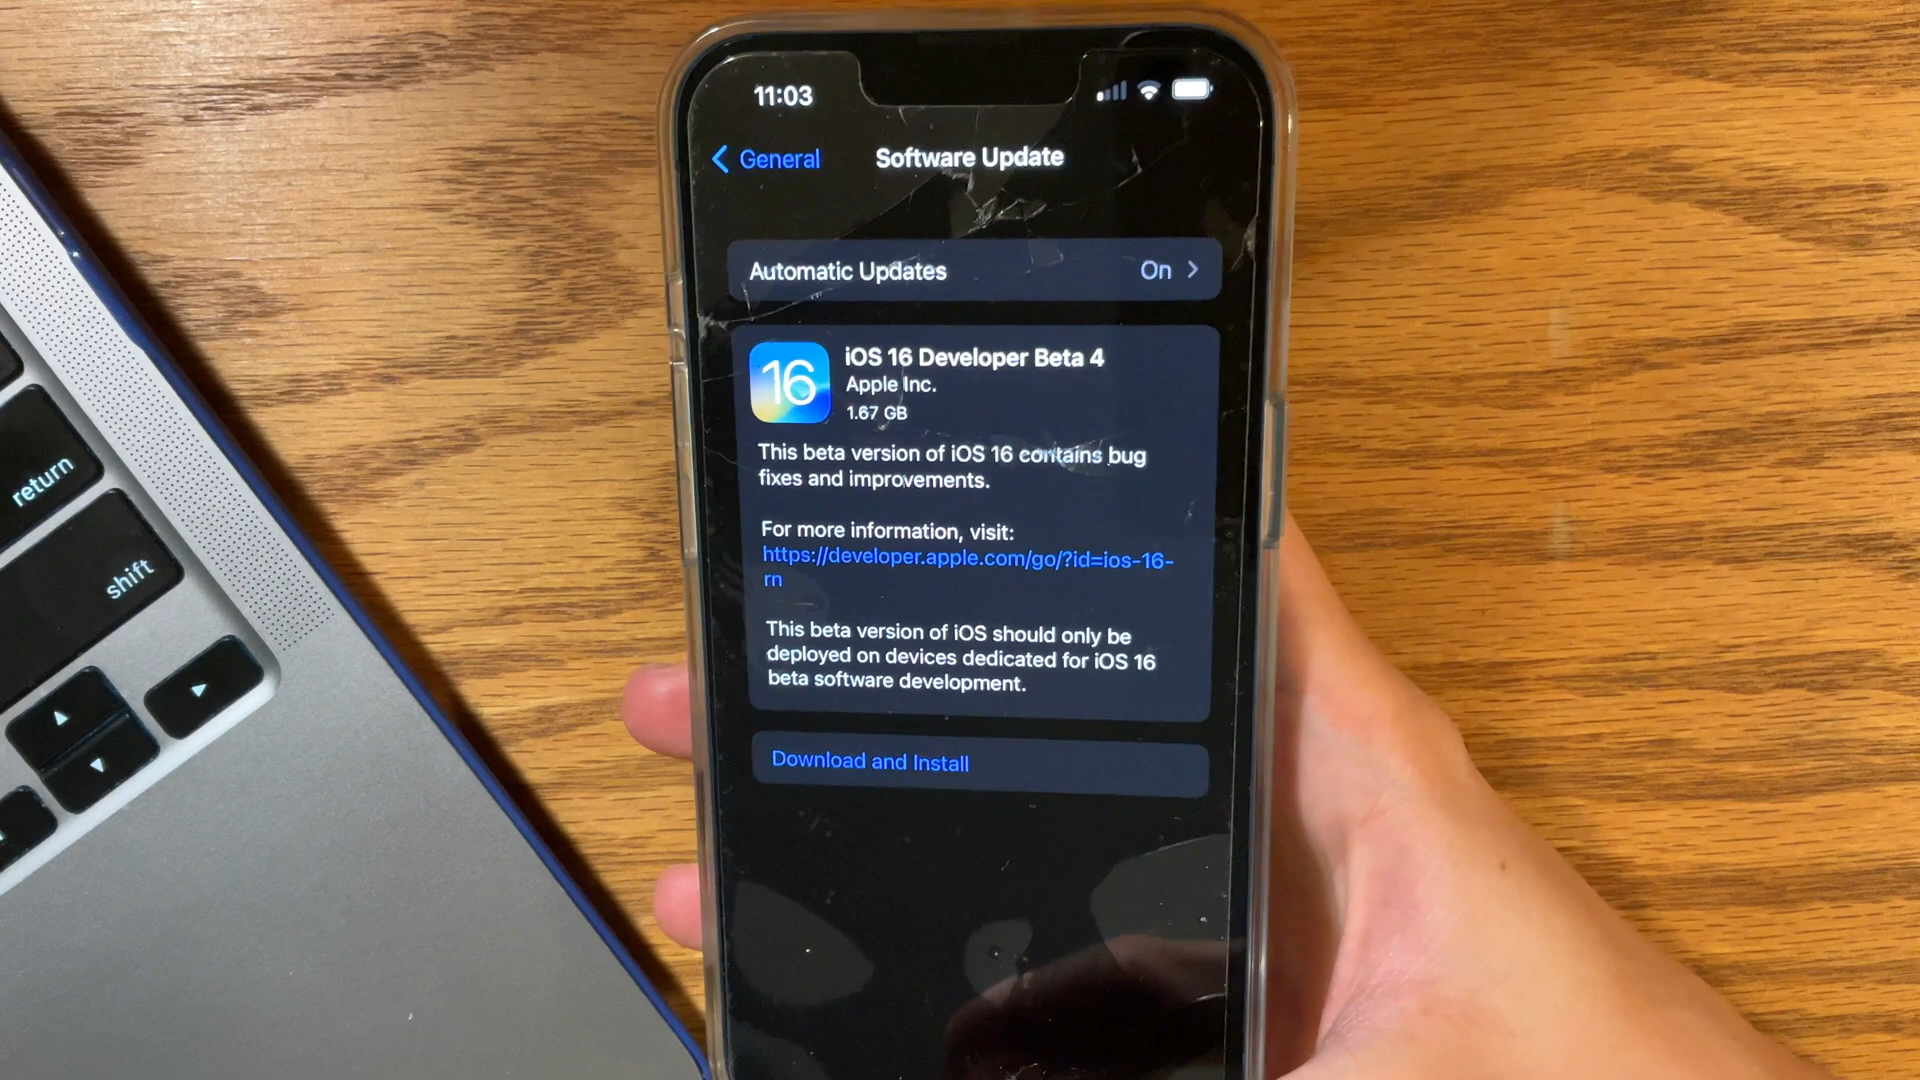 11:03
General
Software Update
Automatic Updates
On
16
iOS 16 Developer Beta 4
Apple Inc.
1.67 GB
This beta version of iOS 16 contains bug
fixes and improvements.
For more information, visit:
https://developer.apple.com/go/?id=ios-16-
rn
This beta version of iOS should only be
deployed on devices dedicated for iOS 16
beta software development.
Download and Install
return
shift